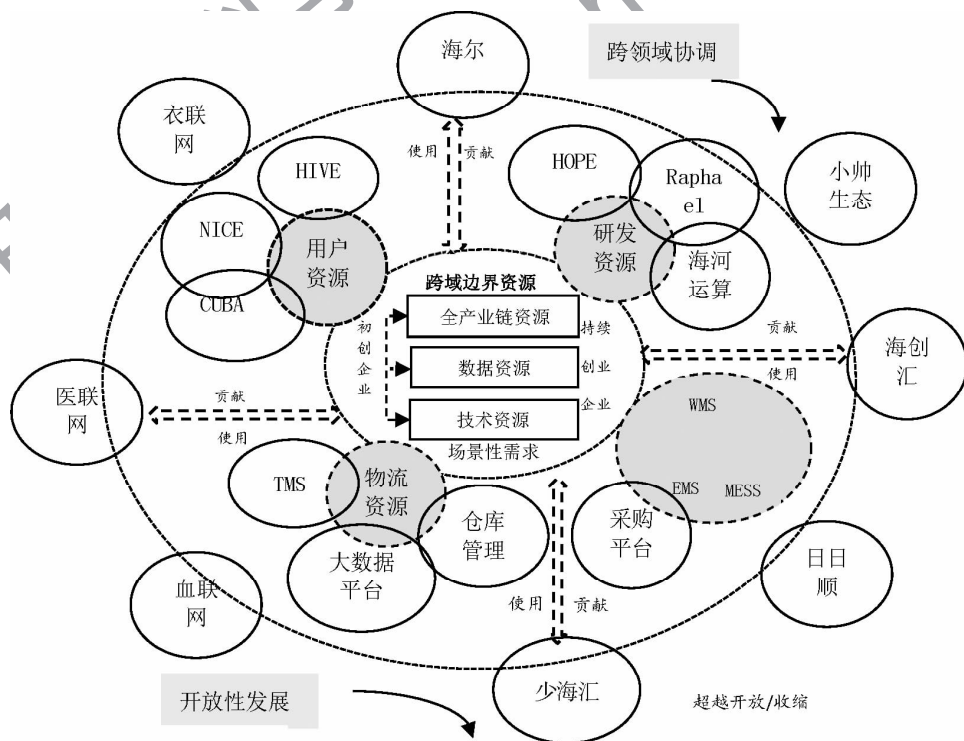 海尔
跨领域协调
衣联
网
HIVE
使用
贡献
HOPE
Rapha
el
小帅
生态
NICE
用户
资源
研发
资源
海河
运算
CUBA
跨域边界资源
初
创
企
业
全产业链资源
持续
贡献
数据资源
创业
使用
海创
汇
医联
网
贡献
使用
技术资源
企业
WMS
场景性需求
TMS
物流
资源
EMS
MESS
仓库
管理
采购
平台
大数据
平台
日日
顺
血联
网
使用
贡献
开放性发展
少海汇
超越开放/收缩